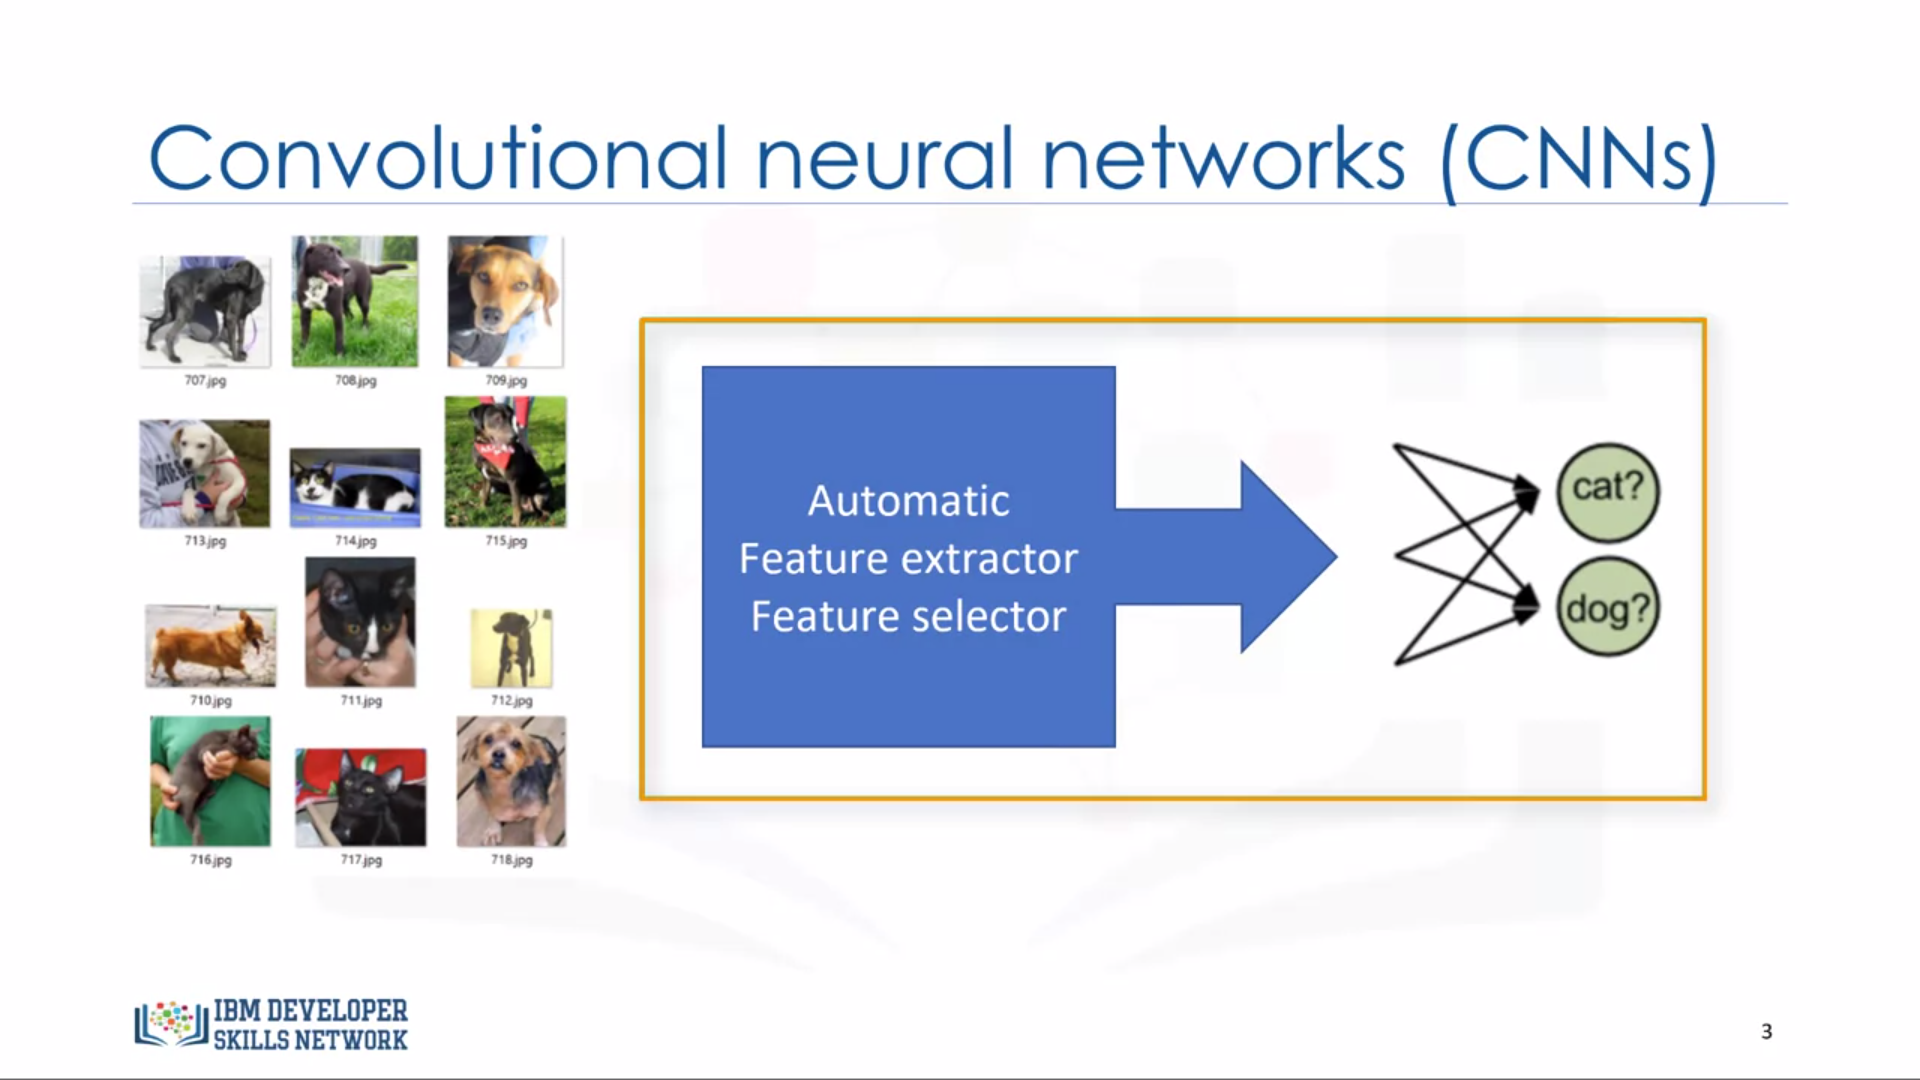 Convolutional neural networks (CNNs)
707.jpg
708.jpg
709.jpg
713.jpg
714.jpg
715.jpg
710.jpg
711.jpg
712.jpg
716.jpg
717.jpg
718.jpg
Automatic
Feature extractor
Feature selector
cat?
dog?
IBM DEVELOPER
SKILLS NETWORK
3